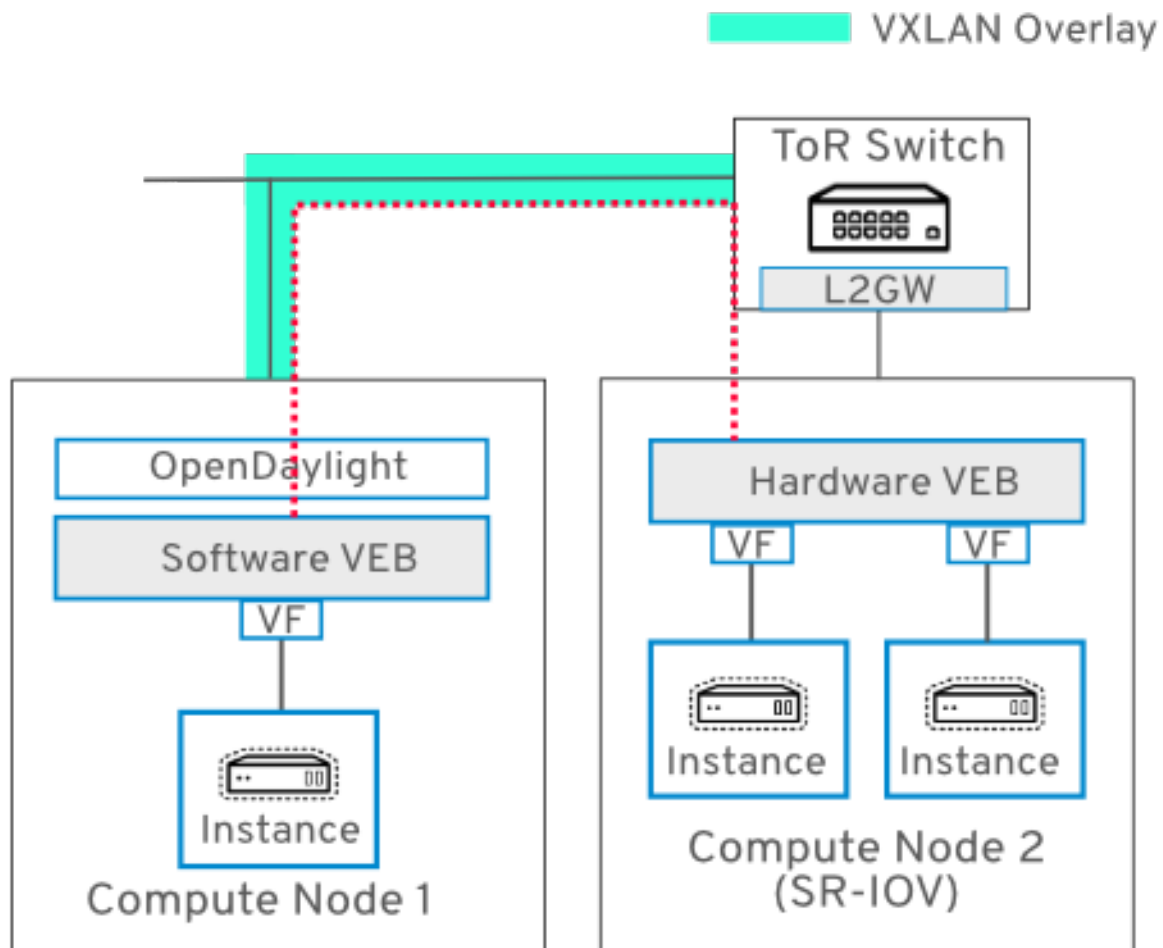 VXLAN Overlay
ToR Switch
L2GW
OpenDaylight
Software VEB
VF
Instance
Compute Node 1
Hardware VEB
VF
VF
Instance
Instance
Compute Node 2
(SR-IOV)